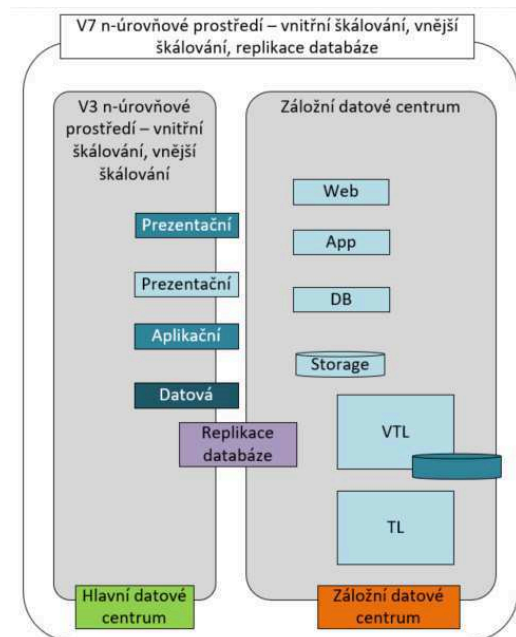 V7 n-úrovňové prostředí – vnitřní škálování, vnější
škálování, replikace databáze
V3 n-úrovňové
prostředí – vnitřní
škálování, vnější
škálování
Prezentační
Prezentační
Aplikační
Datová
Replikace
databáze
Hlavní datové
centrum
Záložní datové centrum
Web
App
DB
Storage
VTL
TL
Záložní datové
centrum